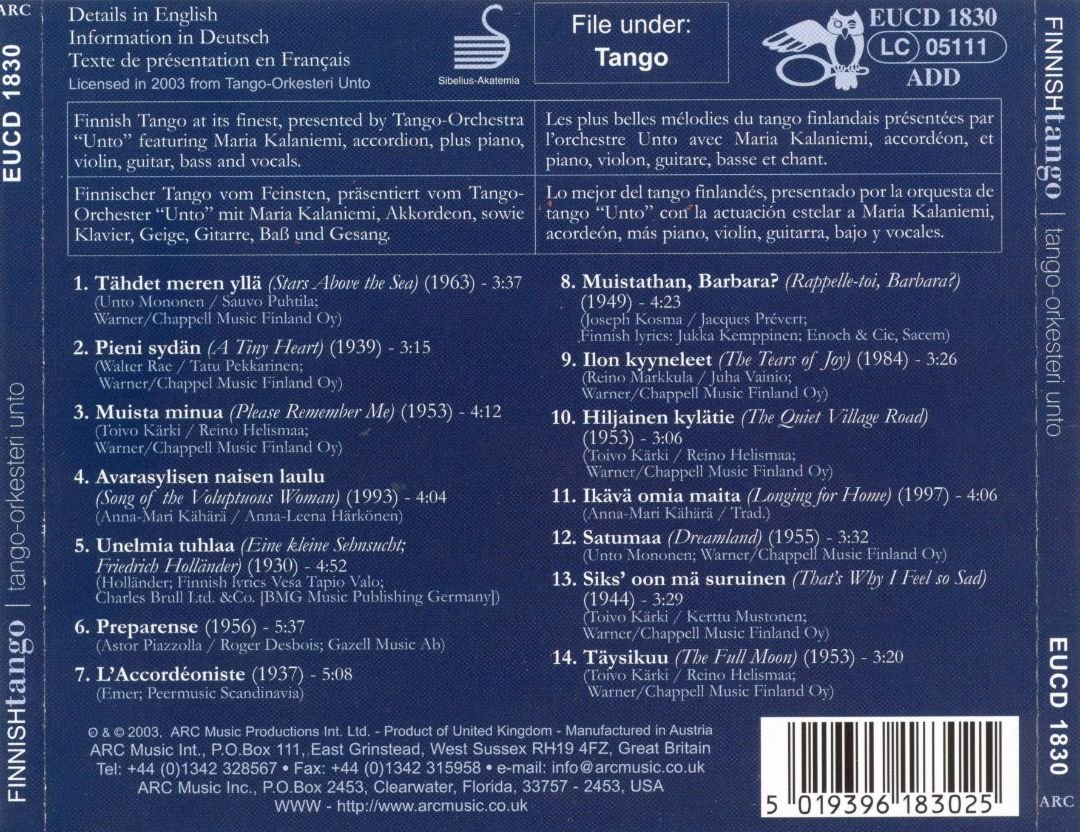 ARC
EUCD 1830
FINNISHtango | tango-orkesteri unto
Details in English
Information in Deutsch
Texte de présentation en Français
Licensed in 2003 from Tango-Orkesteri Unto
Sibelius-Akatemia
File under:
Tango
EUCD 1830
LC 05111
ADD
Finnish Tango at its finest, presented by Tango-Orchestra
“Unto” featuring Maria Kalaniemi, accordion, plus piano,
violin, guitar, bass and vocals.
Les plus belles mélodies du tango finlandais présentées par
l’orchestre Unto avec Maria Kalaniemi, accordéon, et
piano, violon, guitare, basse et chant.
Finnischer Tango vom Feinsten, präsentiert vom Tango-
Orchester “Unto” mit Maria Kalaniemi, Akkordeon, sowie
Klavier, Geige, Gitarre, Baß und Gesang.
Lo mejor del tango finlandés, presentado por la orquesta de
tango “Unto” con la actuación estelar a Maria Kalaniemi,
acordeón, más piano, violín, guitarra, bajo y vocales.
1. Tähdet meren yllä (Stars Above the Sea) (1963) - 3:37
(Unto Mononen / Sauvo Puhtila;
Warner/Chappell Music Finland Oy)
2. Pieni sydän (A Tiny Heart) (1939) - 3:15
(Walter Rae / Tatu Pekkarinen;
Warner/Chappel Music Finland Oy)
3. Muista minua (Please Remember Me) (1953) - 4:12
(Toivo Kärki / Reino Helismaa;
Warner/Chappell Music Finland Oy)
4. Avarasylisen naisen laulu
(Song of the Voluptuous Woman) (1993) - 4:04
(Anna-Mari Kähärä / Anna-Leena Härkönen)
5. Unelmia tuhlaa (Eine kleine Sehnsucht;
Friedrich Holländer) (1930) - 4:52
(Holländer; Finnish lyrics Vesa Tapio Valo;
Charles Brull Ltd. &Co. [BMG Music Publishing Germany])
6. Preparense (1956) - 5:37
(Astor Piazzolla / Roger Desbois; Gazell Music Ab)
7. L’Accordéoniste (1937) - 5:08
(Emer; Peermusic Scandinavia)
8. Muistathan, Barbara? (Rappelle-toi, Barbara?)
(1949) - 4:23
(Joseph Kosma / Jacques Prévert;
Finnish lyrics: Jukka Kemppinen; Enoch & Cie, Sacem)
9. Ilon kyyneleet (The Tears of Joy) (1984) - 3:26
(Reino Markkula / Juha Vainio;
Warner/Chappell Music Finland Oy)
10. Hiljainen kylätie (The Quiet Village Road)
(1953) - 3:06
(Toivo Kärki / Reino Helismaa;
Warner/Chappell Music Finland Oy)
11. Ikävä omia maita (Longing for Home) (1997) - 4:06
(Anna-Mari Kähärä / Trad.)
12. Satumaa (Dreamland) (1955) - 3:32
(Unto Mononen; Warner/Chappell Music Finland Oy)
13. Siks’ oon mä suruinen (That’s Why I Feel so Sad)
(1944) - 3:29
(Toivo Kärki / Kerttu Mustonen;
Warner/Chappell Music Finland Oy)
14. Täysikuu (The Full Moon) (1953) - 3:20
(Toivo Kärki / Reino Helismaa;
Warner/Chappell Music Finland Oy)
℗ & © 2003, ARC Music Productions Int. Ltd. - Product of United Kingdom - Manufactured in Austria
ARC Music Int., P.O.Box 111, East Grinstead, West Sussex RH19 4FZ, Great Britain
Tel: +44 (0)1342 328567 • Fax: +44 (0)1342 315958 • e-mail: info@arcmusic.co.uk
ARC Music Inc., P.O.Box 2453, Clearwater, Florida, 33757 - 2453, USA
WWW - http://www.arcmusic.co.uk
5 019396 183025
FINNISHtango | tango-orkesteri unto
EUCD 1830
ARC